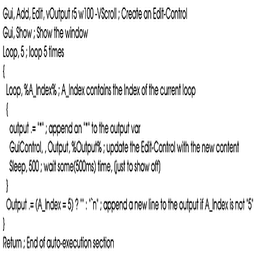 Gui, Add, Edit, vOutput r5 w100 -VScroll ; Create an Edit-Control
Gui, Show ; Show the window
Loop, 5 ; loop 5 times
{
Loop, %A_Index% ; A_Index contains the Index of the current loop
{
output .= "*" ; append an "*" to the output var
GuiControl, , Output, %Output% ; update the Edit-Control with the new content
Sleep, 500 ; wait some(500ms) time, (just to show off)
}
Output .= (A_Index = 5) ? "" : "`n" ; append a new line to the output if A_Index is not "5"
}
Return ; End of auto-execution section